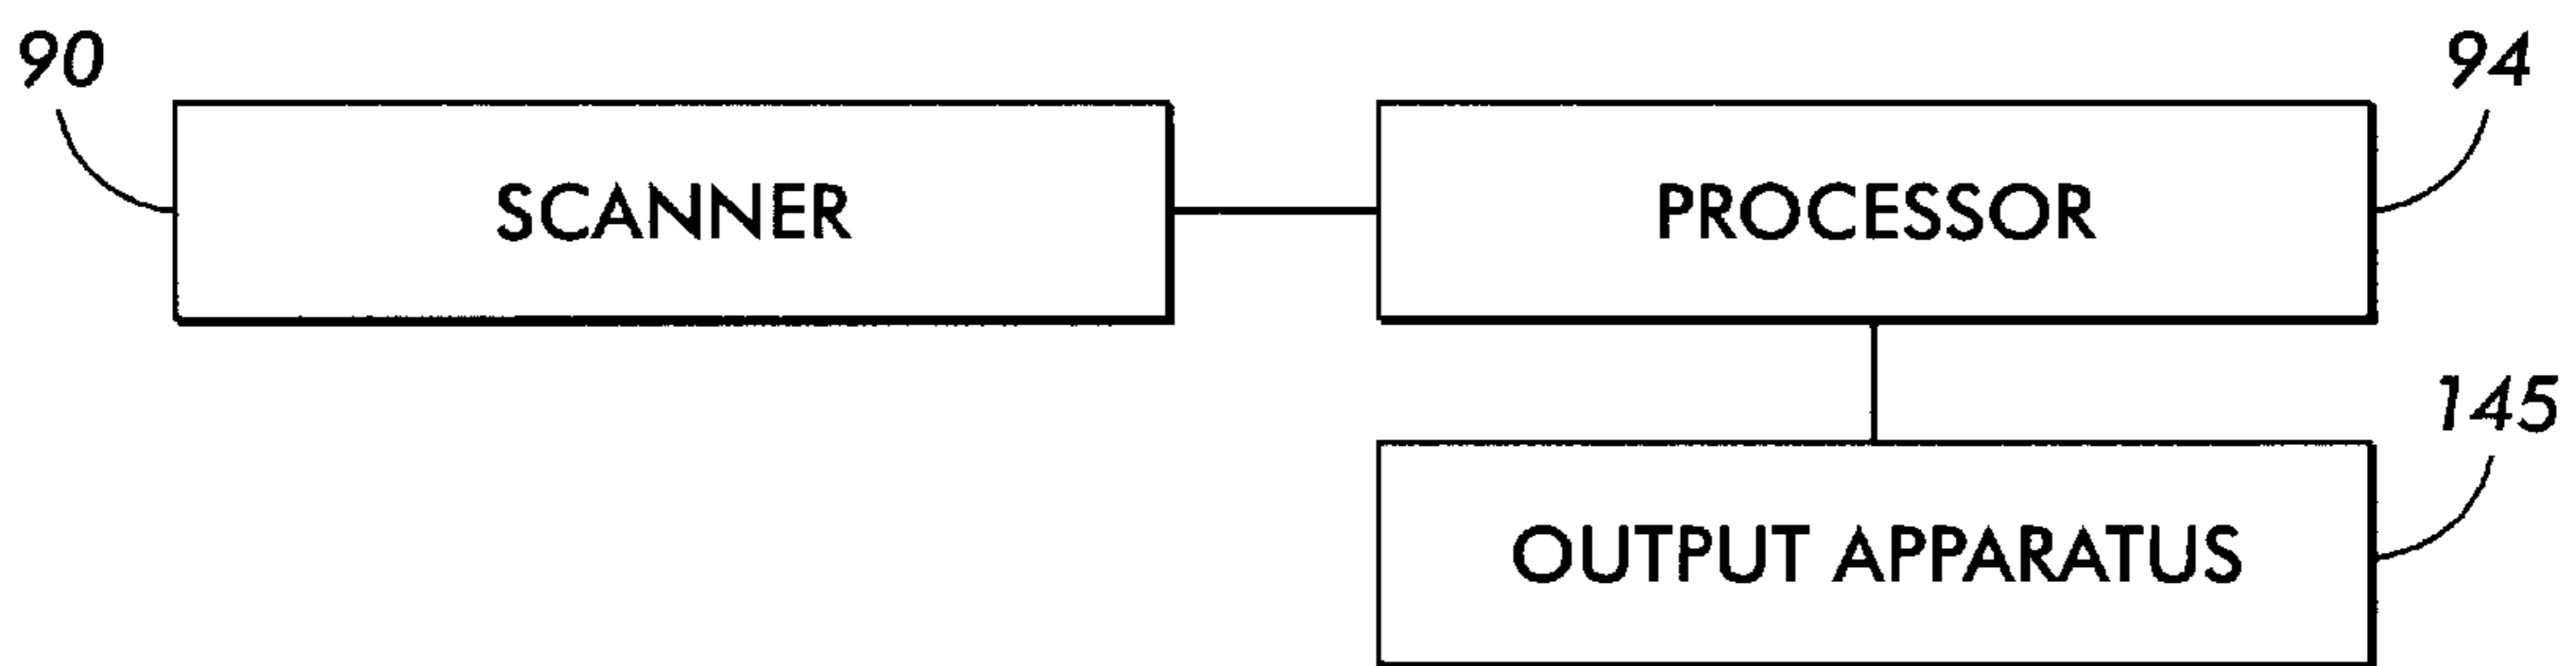 90
94
SCANNER
PROCESSOR
145
OUTPUT APPARATUS